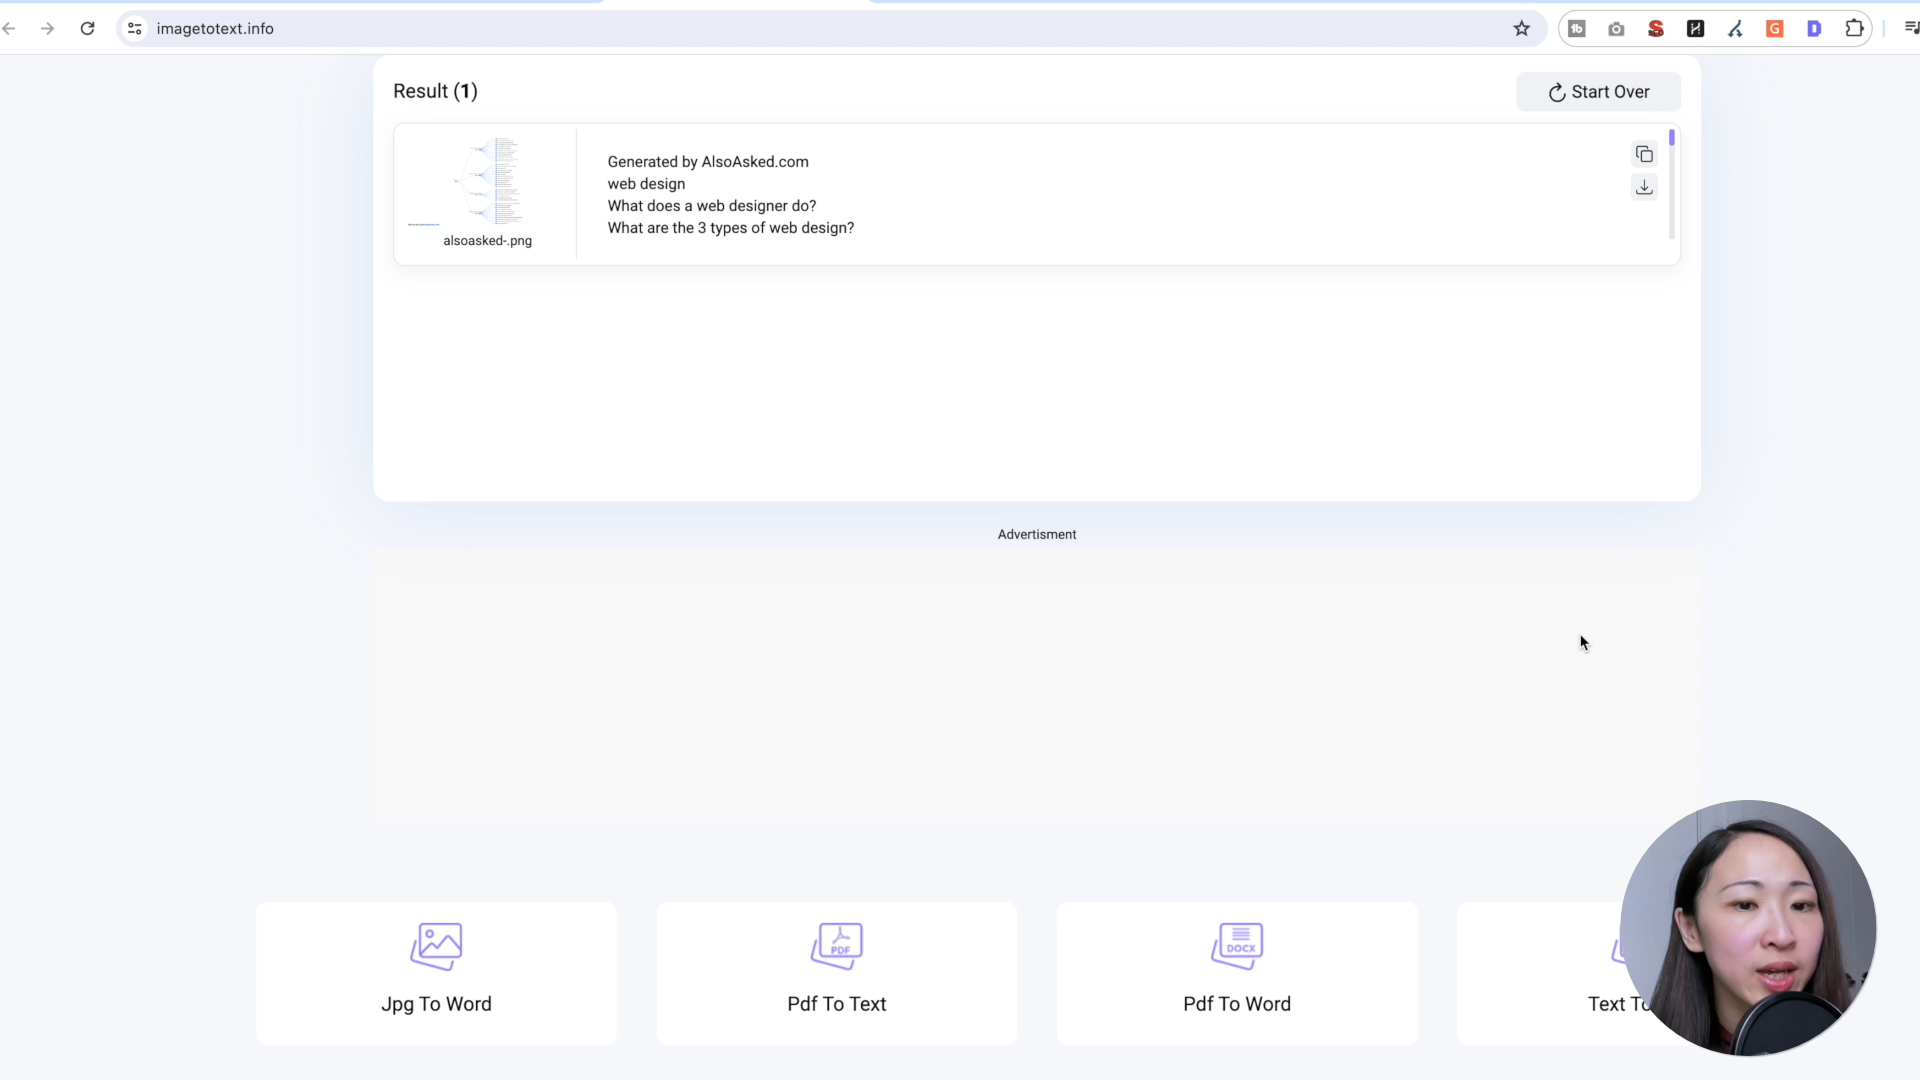 imagetotext.info
Result (1)
Start Over
Generated by AlsoAsked.com
web design
What does a web designer do?
What are the 3 types of web design?
alsoasked-.png
Advertisment
PDF
DOCX
Jpg To Word
Pdf To Text
Pdf To Word
Text To